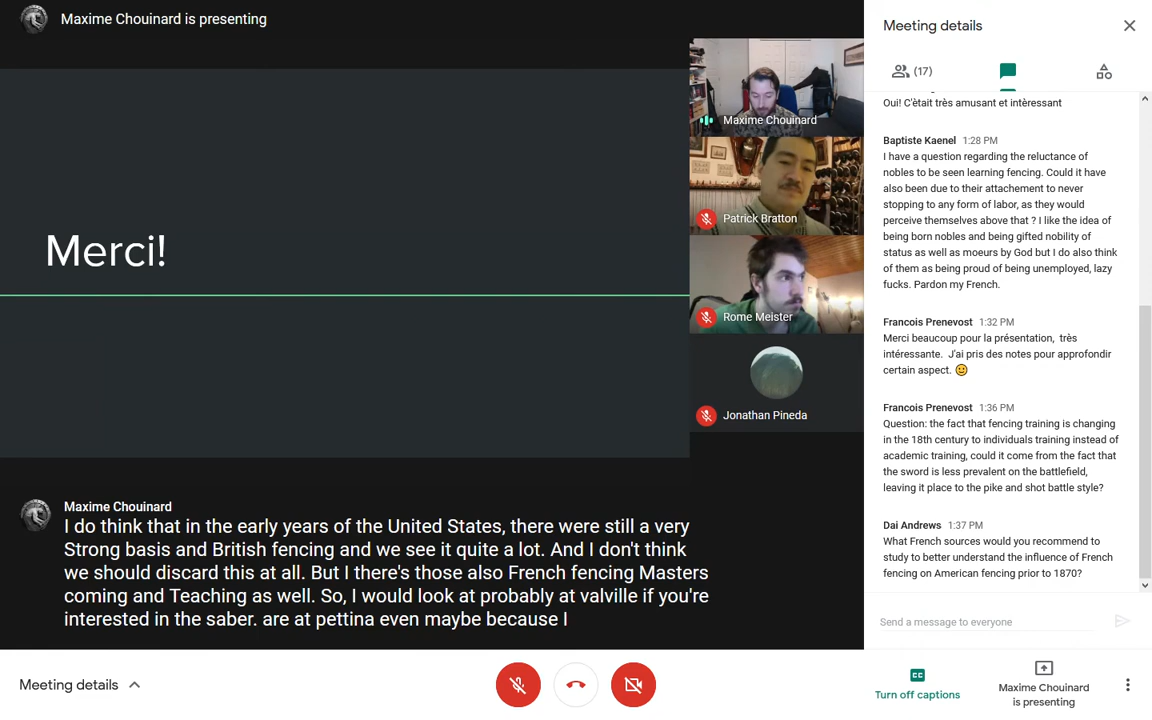 Maxime Chouinard is presenting
Merci!
Maxime Chouinard
Patrick Bratton
Rome Meister
Jonathan Pineda
Maxime Chouinard
I do think that in the early years of the United States, there were still a very
Strong basis and British fencing and we see it quite a lot. And I don't think
we should discard this at all. But I there's those also French fencing Masters
coming and Teaching as well. So, I would look at probably at valville if you're
interested in the saber. are at pettina even maybe because I
Meeting details
Meeting details
(17)
Oui! C'ètait très amusant et intèressant
Baptiste Kaenel 1:28 PM
I have a question regarding the reluctance of
nobles to be seen learning fencing. Could it have
also been due to their attachement to never
stopping to any form of labor, as they would
perceive themselves above that ? I like the idea of
being born nobles and being gifted nobility of
status as well as moeurs by God but I do also think
of them as being proud of being unemployed, lazy
fucks. Pardon my French.
Francois Prenevost 1:32 PM
Merci beaucoup pour la présentation, très
intéressante. J'ai pris des notes pour approfondir
certain aspect. 🙂
Francois Prenevost 1:36 PM
Question: the fact that fencing training is changing
in the 18th century to individuals training instead of
academic training, could it come from the fact that
the sword is less prevalent on the battlefield,
leaving it place to the pike and shot battle style?
Dai Andrews 1:37 PM
What French sources would you recommend to
study to better understand the influence of French
fencing on American fencing prior to 1870?
Send a message to everyone
CC
Turn off captions
Maxime Chouinard
is presenting